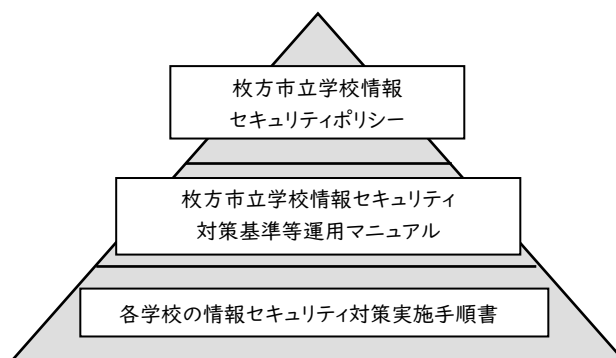 枚方市立学校情報
セキュリティポリシー
枚方市立学校情報セキュリティ
対策基準等運用マニュアル
各学校の情報セキュリティ対策実施手順書